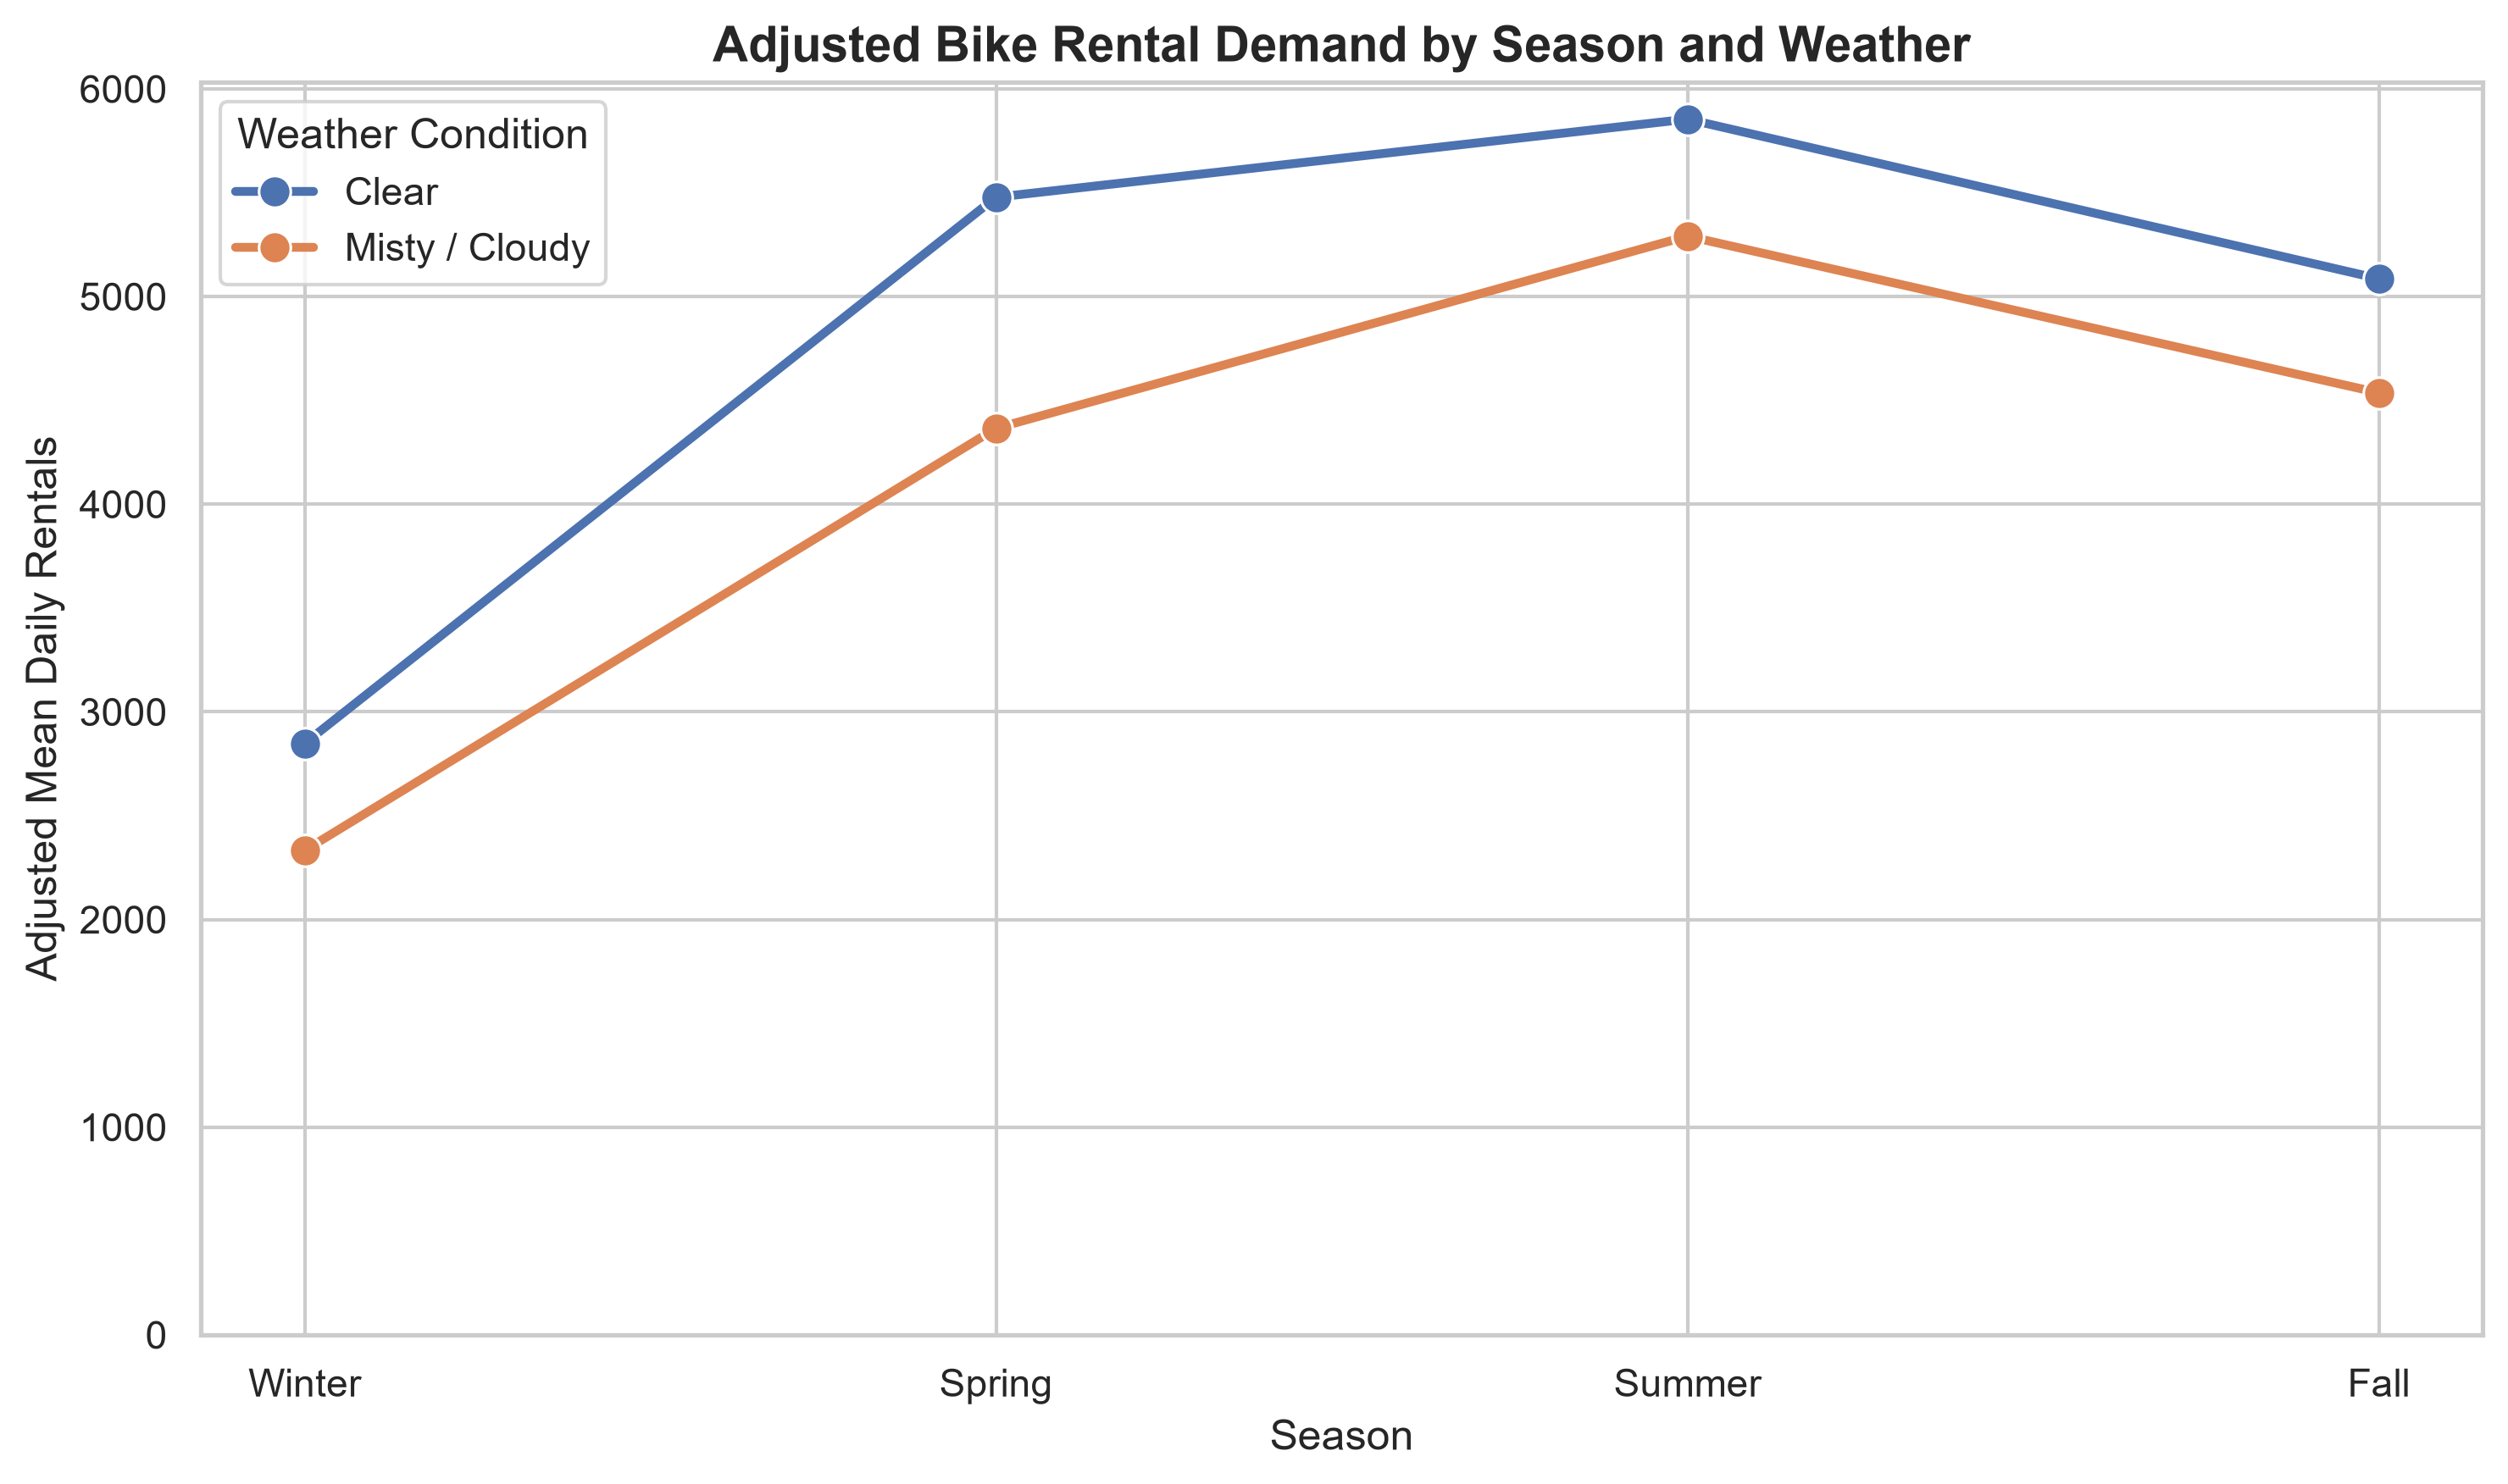 Adjusted Bike Rental Demand by Season and Weather
6000
5000
4000
3000
2000
1000
0
Adjusted Mean Daily Rentals
Weather Condition
Clear
Misty / Cloudy
Winter
Spring
Summer
Fall
Season